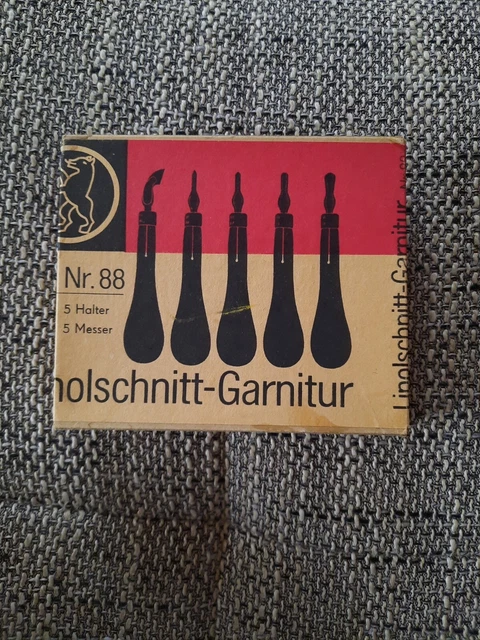 Nr. 88
5 Halter
5 Messer
nolschnitt-Garnitur
Linolschnitt-Garnitur